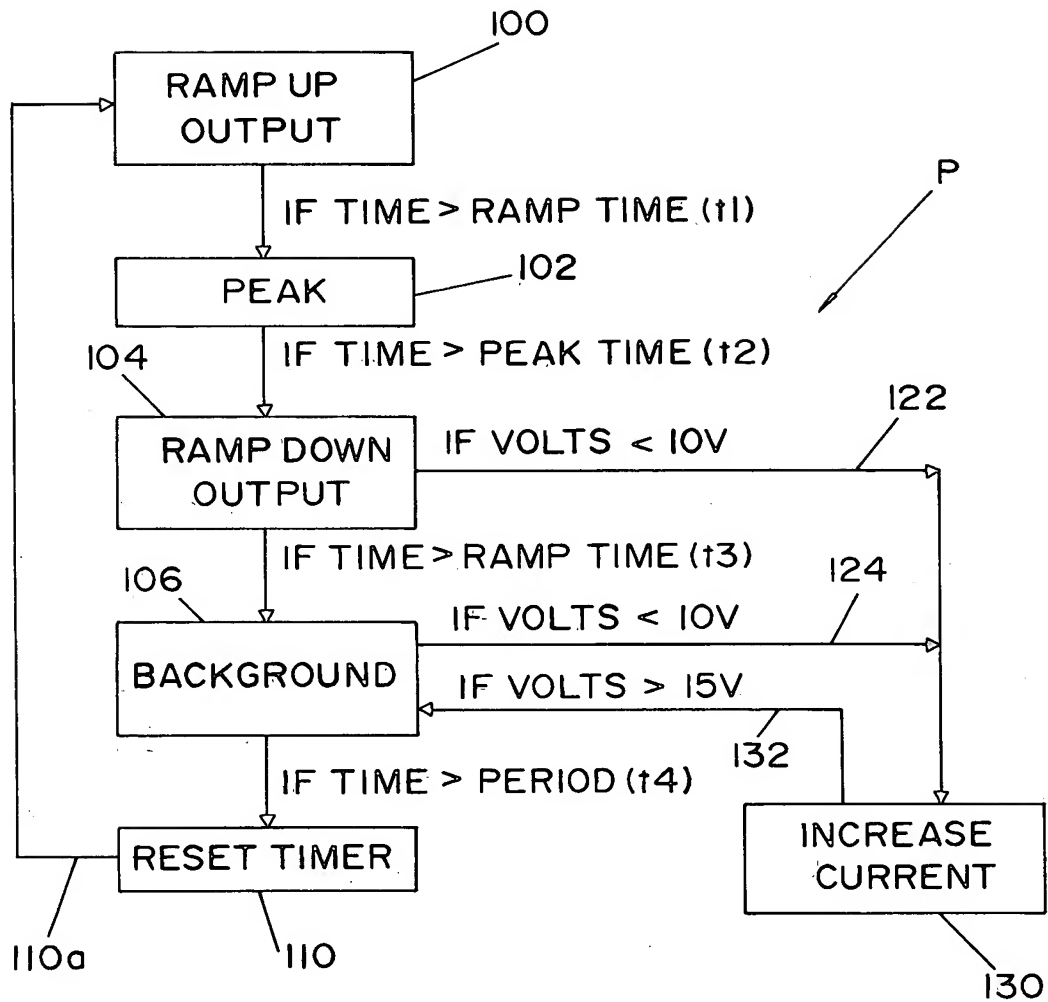 100
RAMP UP
OUTPUT
P
IF TIME > RAMP TIME (t1)
102
PEAK
104
IF TIME > PEAK TIME (t2)
122
RAMP DOWN
OUTPUT
IF VOLTS < 10V
IF TIME > RAMP TIME (t3)
106
124
IF VOLTS < 10V
BACKGROUND
IF VOLTS > 15V
132
IF TIME > PERIOD (t4)
RESET TIMER
INCREASE
CURRENT
110a
110
130